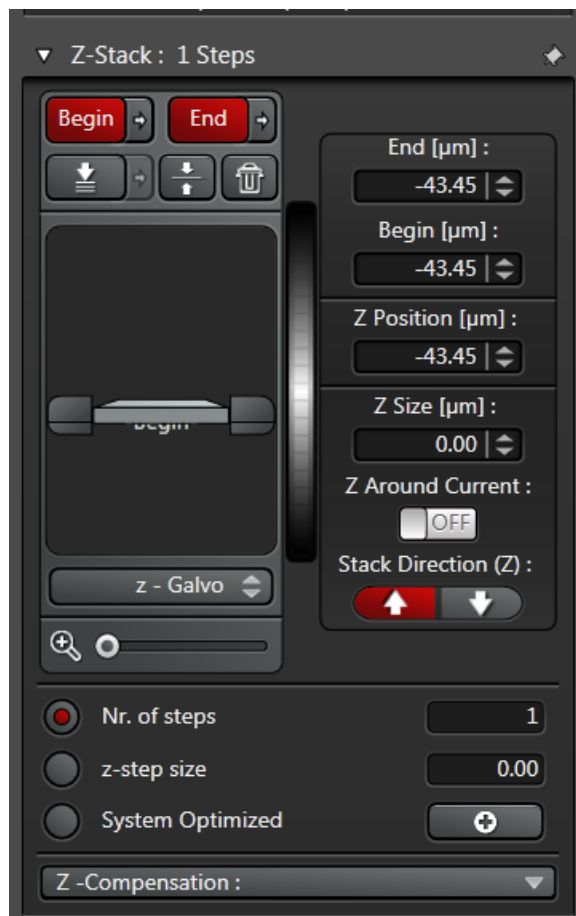 Z-Stack : 1 Steps
Begin
End
End [µm] :
-43.45
Begin [µm] :
-43.45
Z Position [µm] :
-43.45
Z Size [µm] :
0.00
Z Around Current :
OFF
Stack Direction (Z) :
Begin
z - Galvo
Nr. of steps 1
z-step size 0.00
System Optimized
Z -Compensation :